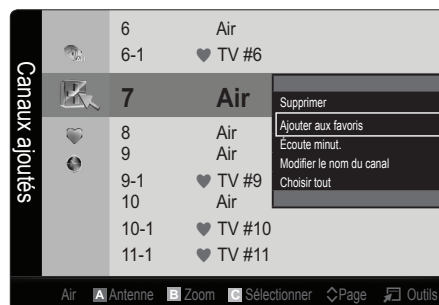 Canaux ajoutés
6 Air
6-1 ♥ TV #6
7 Air
8 Air
9 Air
9-1 ♥ TV #9
10 Air
10-1 ♥ TV #10
11-1 ♥ TV #11
Supprimer
Ajouter aux favoris
Écoute minut.
Modifier le nom du canal
Choisir tout
Air A Antenne B Zoom C Sélectionner Page Outils